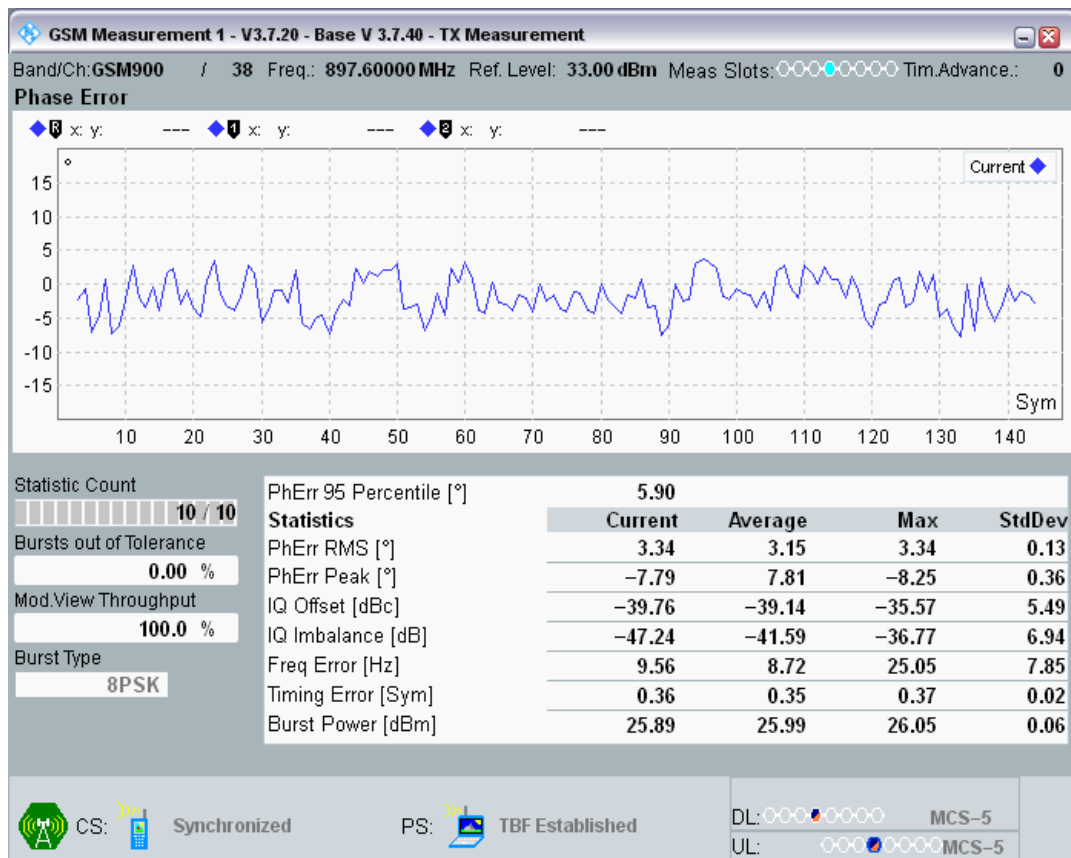 GSM Measurement 1 - V3.7.20 - Base V 3.7.40 - TX Measurement
Band/Ch:GSM900 / 38 Freq.: 897.60000 MHz Ref. Level: 33.00 dBm Meas Slots: Tim.Advance.: 0
Phase Error
R x: y: --- 1 x: y: --- 2 x: y: ---
°
Current
15
10
5
0
-5
-10
-15
Sym
10 20 30 40 50 60 70 80 90 100 110 120 130 140
Statistic Count
10 / 10
Bursts out of Tolerance
0.00 %
Mod.View Throughput
100.0 %
Burst Type
8PSK
PhErr 95 Percentile [°] 5.90
Statistics Current Average Max StdDev
PhErr RMS [°] 3.34 3.15 3.34 0.13
PhErr Peak [°] −7.79 7.81 −8.25 0.36
IQ Offset [dBc] −39.76 −39.14 −35.57 5.49
IQ Imbalance [dB] −47.24 −41.59 −36.77 6.94
Freq Error [Hz] 9.56 8.72 25.05 7.85
Timing Error [Sym] 0.36 0.35 0.37 0.02
Burst Power [dBm] 25.89 25.99 26.05 0.06
CS: Synchronized PS: TBF Established
DL: MCS−5
UL: MCS−5